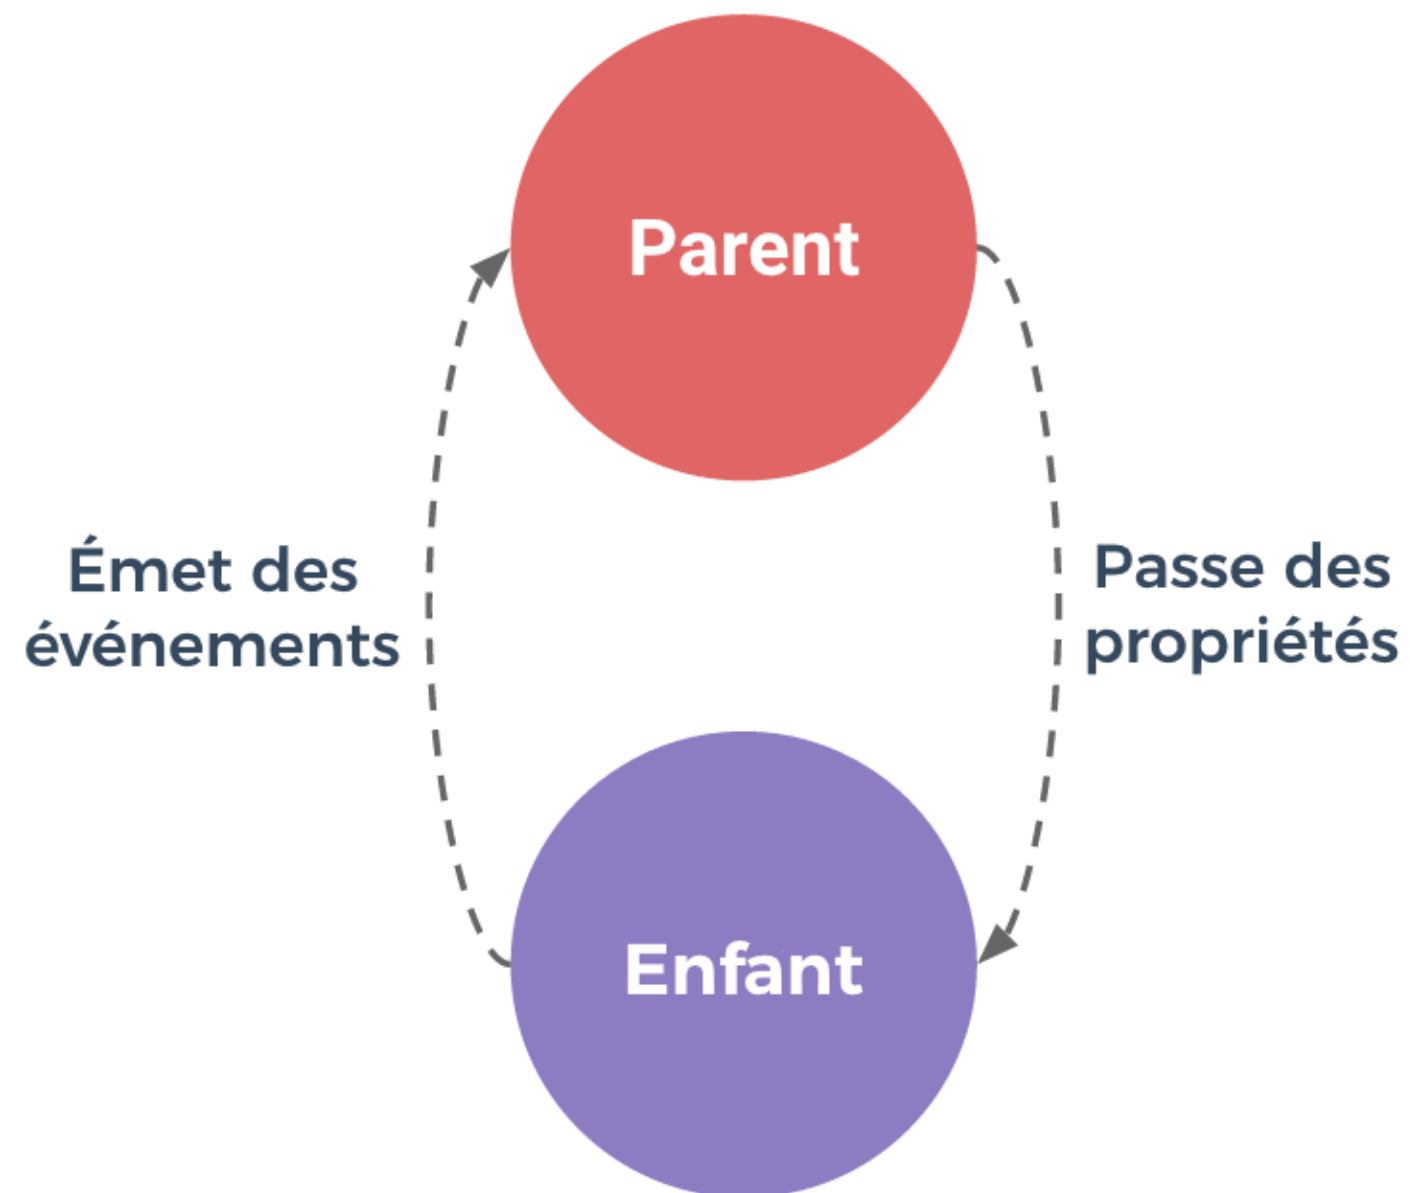 Parent
Émet des
événements
Passe des
propriétés
Enfant